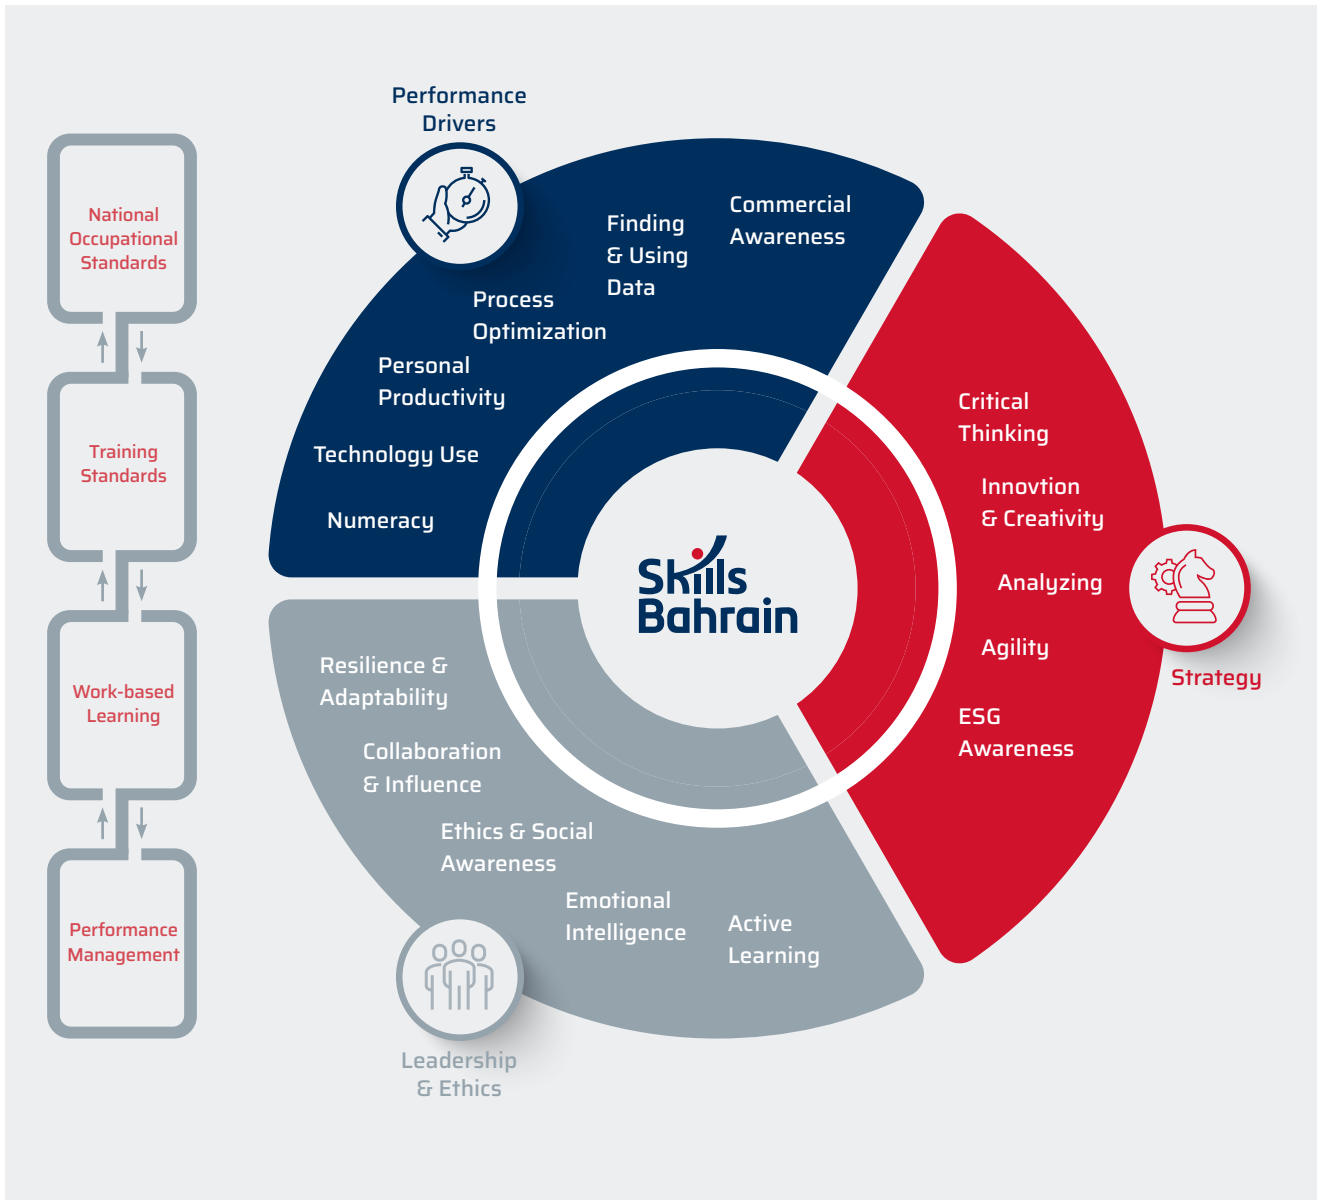 National
Occupational
Standards
Training
Standards
Work-based
Learning
Performance
Management
Performance
Drivers
Commercial
Awareness
Finding
& Using
Data
Process
Optimization
Personal
Productivity
Technology Use
Numeracy
Critical
Thinking
Innovtion
& Creativity
Analyzing
Agility
ESG
Awareness
Strategy
Skills
Bahrain
Resilience &
Adaptability
Collaboration
& Influence
Ethics & Social
Awareness
Emotional
Intelligence
Active
Learning
Leadership
& Ethics